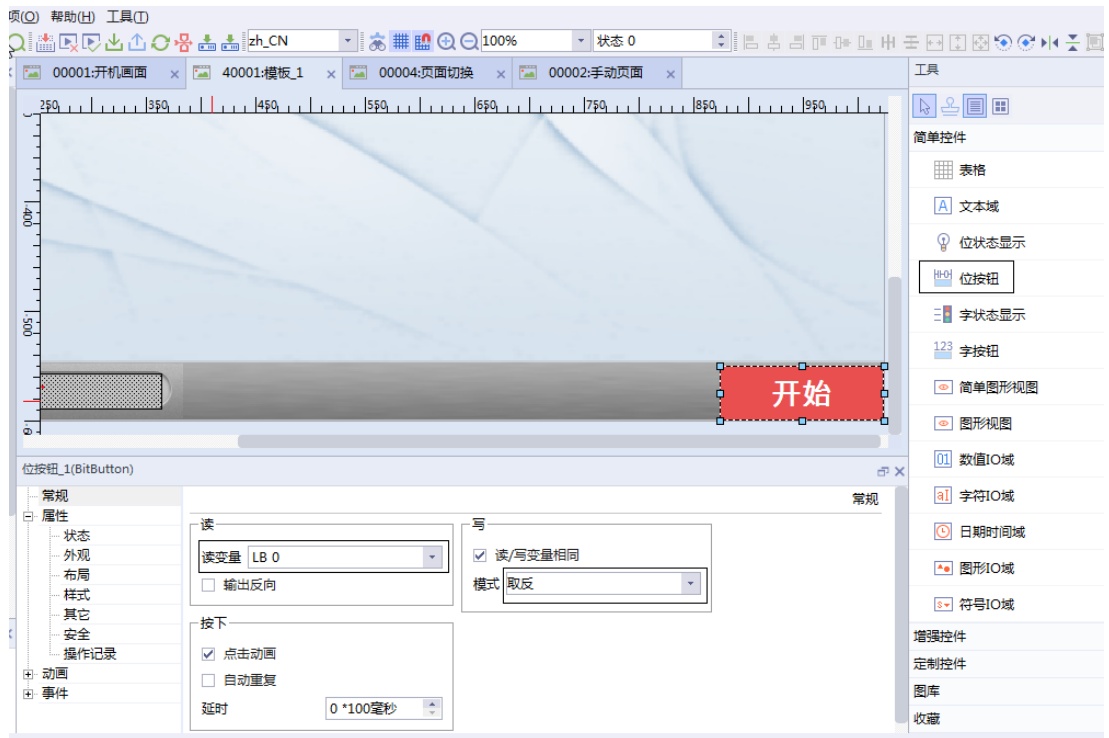 项(O) 帮助(H) 工具(T)
zh_CN 100% 状态 0
00001:开机画面 40001:模板_1 00004:页面切换 00002:手动页面
工具
250 350 450 550 650 750 850 950
简单控件
表格
A 文本域
400
位状态显示
位按钮
500
字状态显示
123 字按钮
开始
简单图形视图
图形视图
01 数值IO域
位按钮_1(BitButton)
常规
常规
aI 字符IO域
属性
读
写
状态
日期时间域
外观
读变量 LB 0
读/写变量相同
布局
输出反向
模式 取反
图形IO域
样式
其它
符号IO域
按下
安全
增强控件
操作记录
点击动画
定制控件
动画
自动重复
图库
事件
延时 0 *100毫秒
收藏